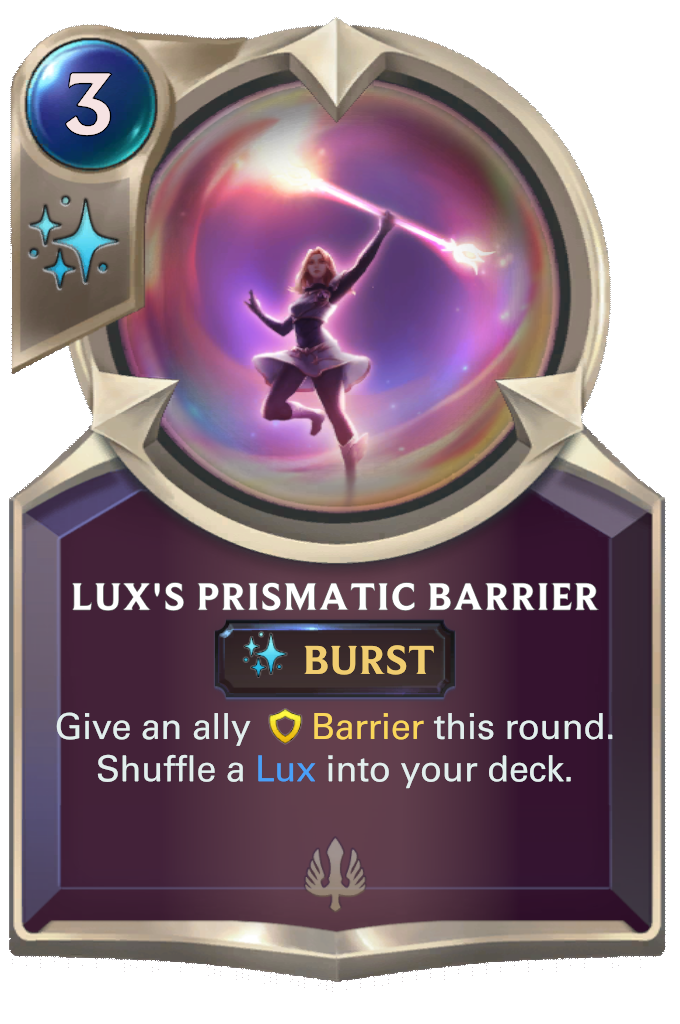 3
LUX'S PRISMATIC BARRIER
BURST
Give an ally Barrier this round.
Shuffle a Lux into your deck.